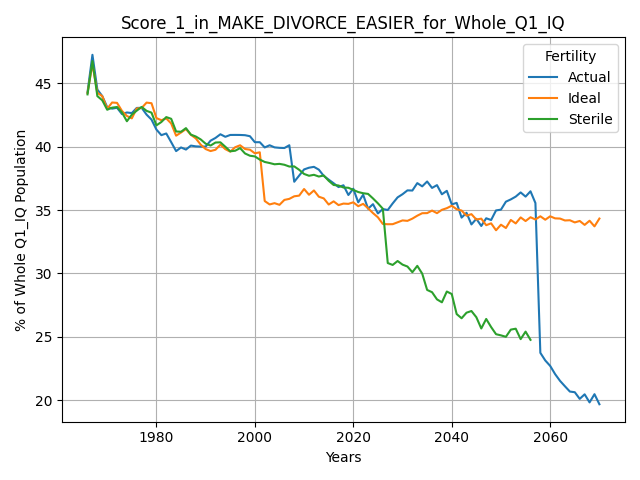 Score_1_in_MAKE_DIVORCE_EASIER_for_Whole_Q1_IQ
Fertility
Actual
Ideal
Sterile
% of Whole Q1_IQ Population
45
40
35
30
25
20
1980
2000
2020
2040
2060
Years